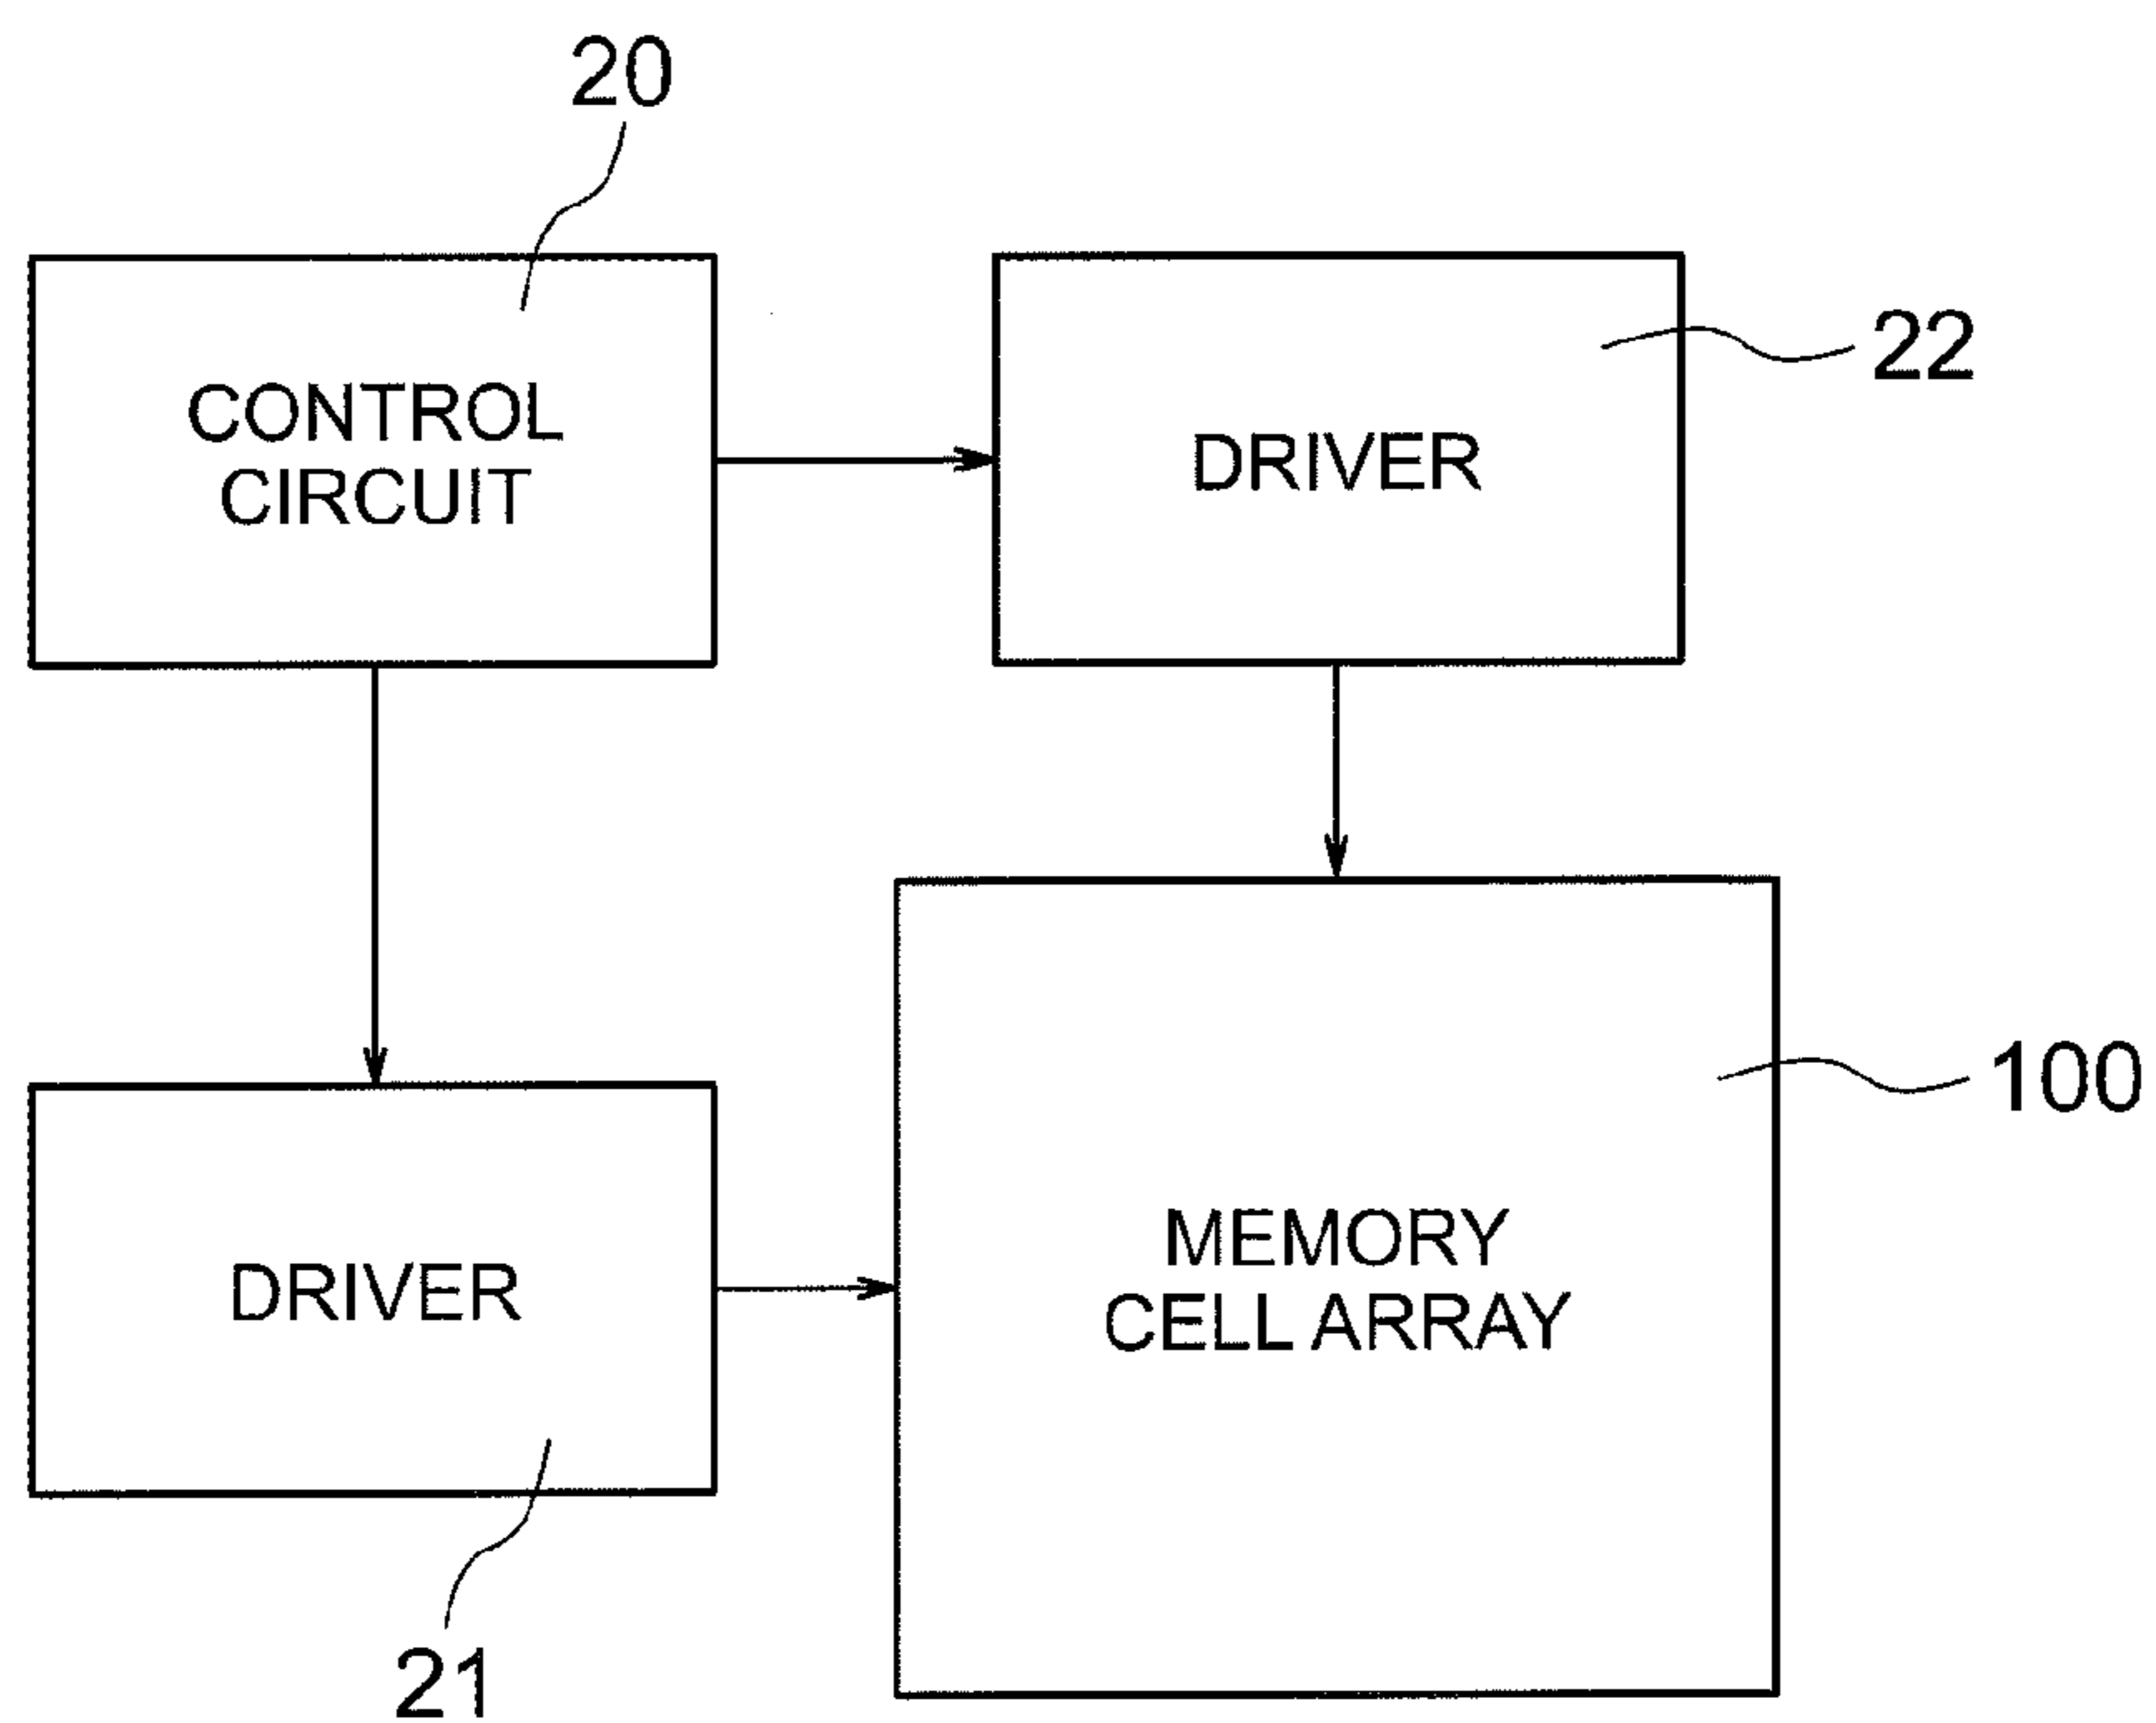 20
CONTROL
CIRCUIT
DRIVER
22
100
DRIVER
MEMORY
CELL ARRAY
21